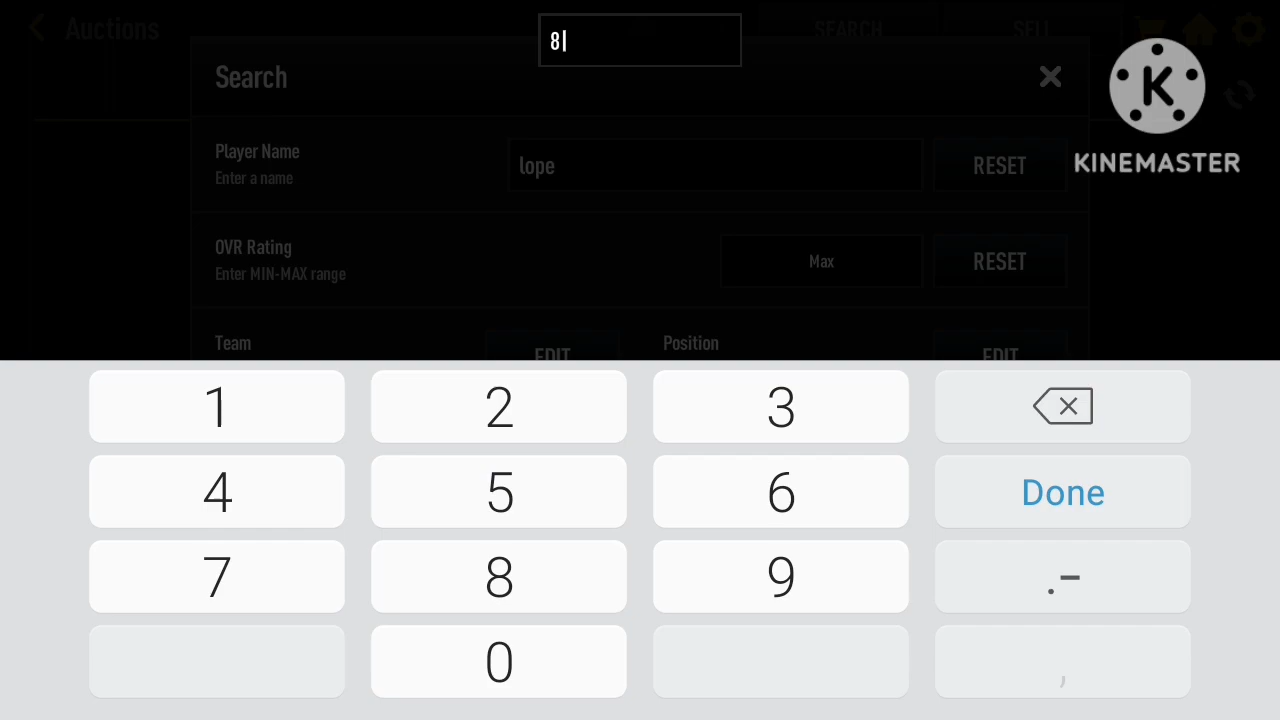 Auctions
SEARCH
SELL
8
Search
K
KINEMASTER
Player Name
Enter a name
lope
RESET
OVR Rating
Enter MIN-MAX range
Max
RESET
Team
EDIT
Position
EDIT
1 2 3
4 5 6 Done
7 8 9 .-
0 ,